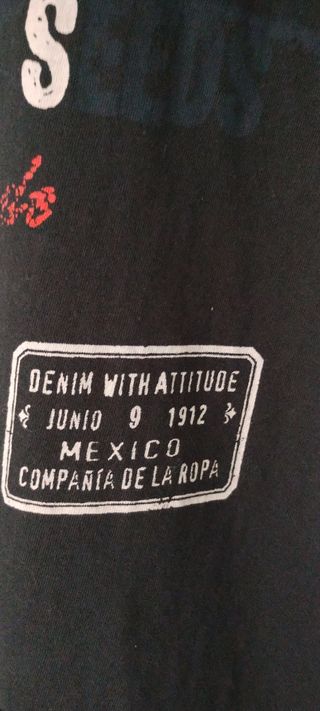 S
DENIM WITH ATTITUDE
JUNIO 9 1912
MEXICO
COMPAÑIA DE LA ROPA